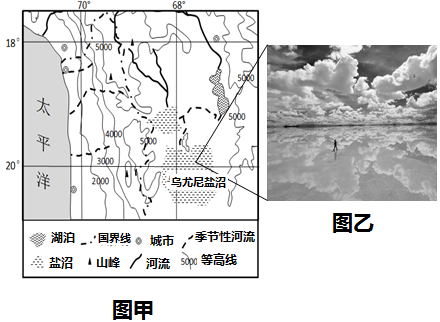 70°
68°
18°
5000
5000
5000
太
平
洋
4000
5000
3000
20°
2000
乌尤尼盐沼
湖泊
国界线
城市
季节性河流
盐沼
山峰
河流
5000
等高线
图甲
图乙